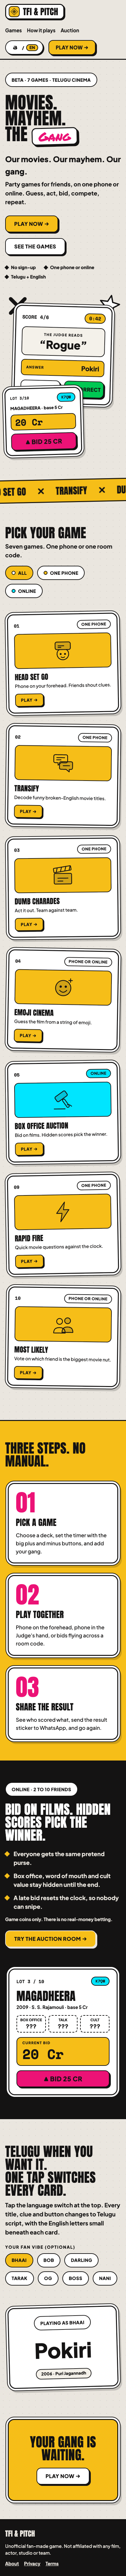 TFI & PITCH
Games How it plays Auction
అ / EN
PLAY NOW →
BETA · 7 GAMES · TELUGU CINEMA
MOVIES.
MAYHEM.
THE GANG.
Our movies. Our mayhem. Our
gang.
Party games for friends, on one phone or
online. Guess, act, bid, compete,
repeat.
PLAY NOW →
SEE THE GAMES
No sign-up
One phone or online
Telugu + English
SCORE 4/6
0:42
THE JUDGE READS
"Rogue"
ANSWER
Pokiri
LOT 3/10
₹70M
MAGADHEERA · base 5 Cr
20 Cr
BID 25 CR
SET GO × TRANSIFY ×
PICK YOUR GAME
Seven games. One phone or one room
code.
ALL
ONE PHONE
ONLINE
01
ONE PHONE
HEAD SET GO
Phone on your forehead. Friends shout clues.
PLAY →
02
ONE PHONE
TRANSIFY
Decode funny broken-English movie titles.
PLAY →
03
ONE PHONE
DUMB CHARADES
Act it out. Team against team.
PLAY →
04
PHONE OR ONLINE
EMOJI CINEMA
Guess the film from a string of emoji.
PLAY →
05
ONLINE
BOX OFFICE AUCTION
Bid on films. Hidden scores pick the winner.
PLAY →
09
ONE PHONE
RAPID FIRE
Quick movie questions against the clock.
PLAY →
10
PHONE OR ONLINE
MOST LIKELY
Vote on which friend is the biggest movie nut.
PLAY →
THREE STEPS. NO
MANUAL.
01
PICK A GAME
Choose a deck, set the timer with the
big plus and minus buttons, and add
your gang.
02
PLAY TOGETHER
Phone on the forehead, phone in the
Judge's hand, or bids flying across a
room code.
03
SHARE THE RESULT
See who scored what, send the result
sticker to WhatsApp, and go again.
ONLINE · 2 TO 10 FRIENDS
BID ON FILMS. HIDDEN
SCORES PICK THE
WINNER.
Everyone gets the same pretend
purse.
Box office, word of mouth and cult
value stay hidden until the end.
A late bid resets the clock, so nobody
can snipe.
Game coins only. There is no real-money betting.
TRY THE AUCTION ROOM →
LOT 3 / 10
₹70M
MAGADHEERA
2009 · S. S. Rajamouli · base 5 Cr
BOX OFFICE
???
TALK
???
CULT
???
CURRENT BID
20 Cr
BID 25 CR
TELUGU WHEN YOU
WANT IT.
ONE TAP SWITCHES
EVERY CARD.
Tap the language switch at the top. Every
title, clue and button changes to Telugu
script, with the English letters small
beneath each card.
YOUR FAN VIBE (OPTIONAL)
BHAAI
BOB
DARLING
TARAK
OG
BOSS
NANI
PLAYING AS BHAAI
Pokiri
2006 · Puri Jagannadh
YOUR GANG IS
WAITING.
PLAY NOW →
TFI & PITCH
Unofficial fan-made game. Not affiliated with any film,
actor, studio or team.
About Privacy Terms